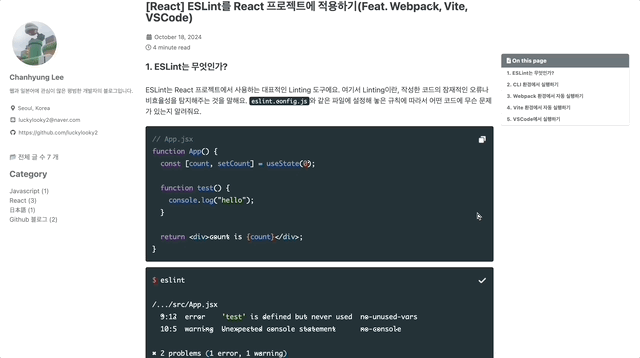 [React] ESLint를 React 프로젝트에 적용하기(Feat. Webpack, Vite,
VSCode)
October 18, 2024
4 minute read
Chanhyung Lee
웹과 일본어에 관심이 많은 평범한 개발자의 블로그입니다.
Seoul, Korea
luckylooky2@naver.com
https://github.com/luckylooky2
전체 글 수 7 개
Category
Javascript (1)
React (3)
日本語 (1)
Github 블로그 (2)
1. ESLint는 무엇인가?
ESLint는 React 프로젝트에서 사용하는 대표적인 Linting 도구에요. 여기서 Linting이란, 작성한 코드의 잠재적인 오류나
비효율성을 탐지해주는 것을 말해요. eslint.config.js와 같은 파일에 설정해 놓은 규칙에 따라서 어떤 코드에 무슨 문제
가 있는지 알려줘요.
// App.jsx
function App() {
const [count, setCount] = useState(0);
function test() {
console.log("hello");
}
return <div>count is {count}</div>;
}
$ eslint
/.../src/App.jsx
9:12 error 'test' is defined but never used no-unused-vars
10:5 warning Unexpected console statement no-console
✖ 2 problems (1 error, 1 warning)
On this page
1. ESLint는 무엇인가?
2. CLI 환경에서 실행하기
3. Webpack 환경에서 자동 실행하기
4. Vite 환경에서 자동 실행하기
5. VSCode에서 실행하기